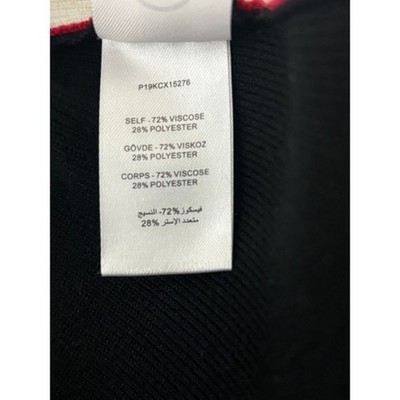 P19KCX15276
SELF - 72% VISCOSE
28% POLYESTER
GÖVDE - 72% VISKOZ
28% POLYESTER
CORPS - 72% VISCOSE
28% POLYESTER
فيسكوز %72- النسيج
متعدد الإستر %28